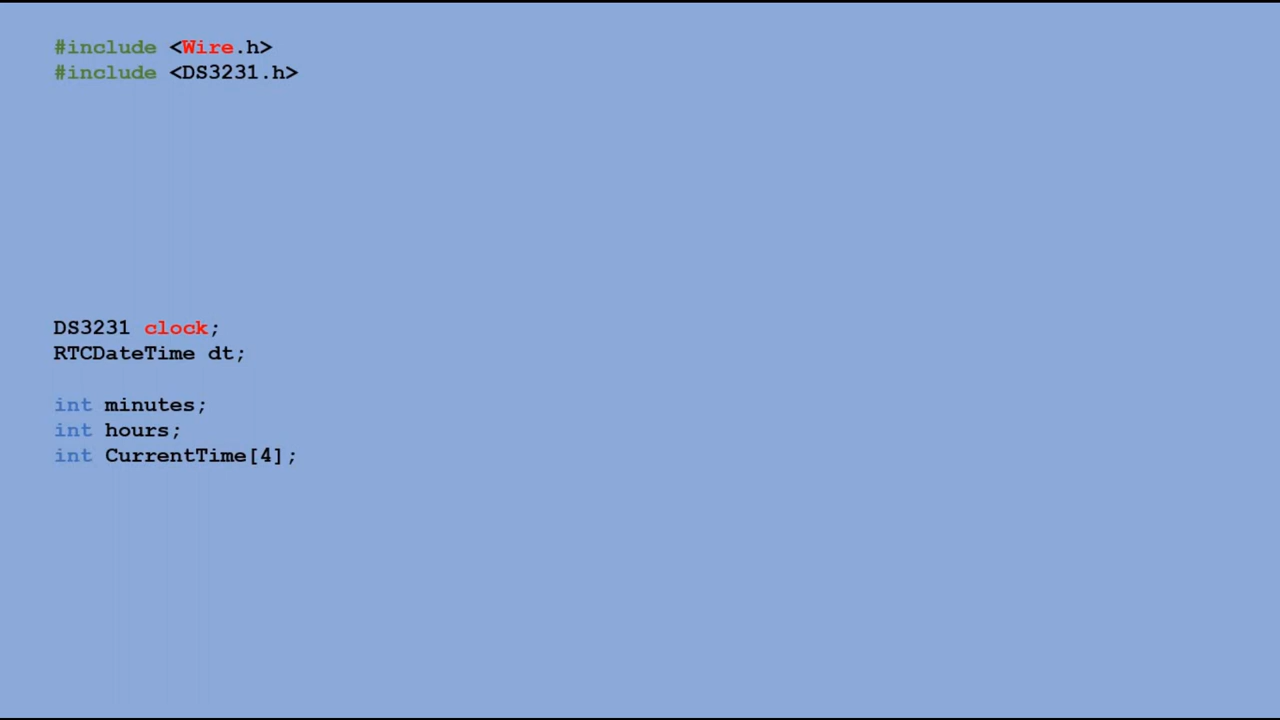 #include <Wire.h>
#include <DS3231.h>
DS3231 clock;
RTCDateTime dt;
int minutes;
int hours;
int CurrentTime[4];